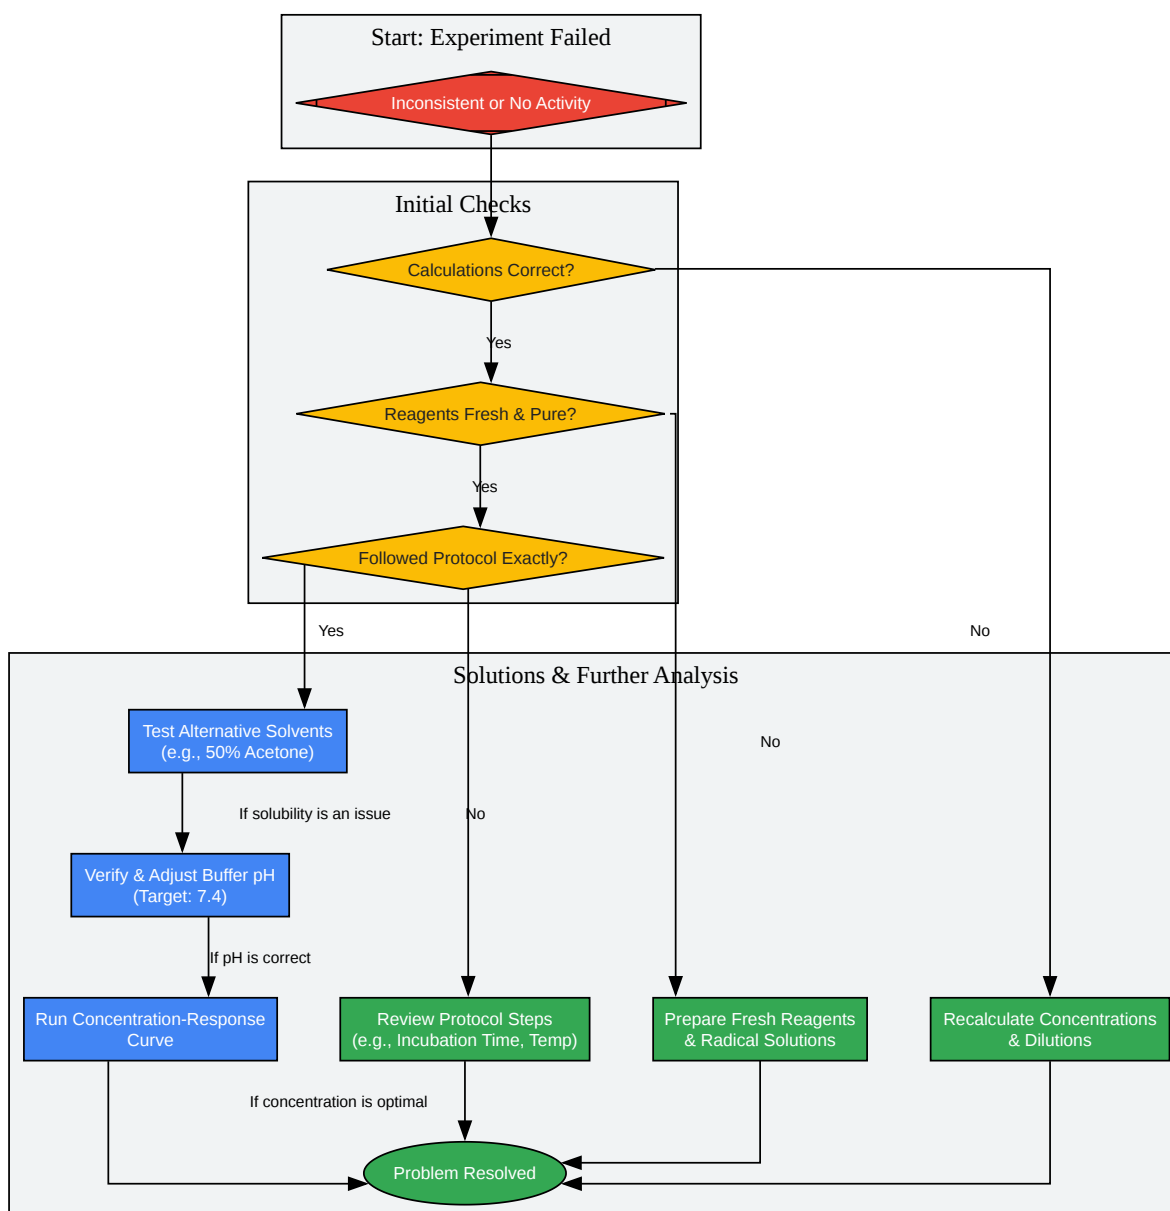 Start: Experiment Failed
Inconsistent or No Activity
Initial Checks
Calculations Correct?
Yes
Reagents Fresh & Pure?
Yes
Followed Protocol Exactly?
Yes
No
Solutions & Further Analysis
Test Alternative Solvents
(e.g., 50% Acetone)
No
If solubility is an issue
No
Verify & Adjust Buffer pH
(Target: 7.4)
If pH is correct
Run Concentration-Response
Curve
Review Protocol Steps
(e.g., Incubation Time, Temp)
Prepare Fresh Reagents
& Radical Solutions
Recalculate Concentrations
& Dilutions
If concentration is optimal
Problem Resolved